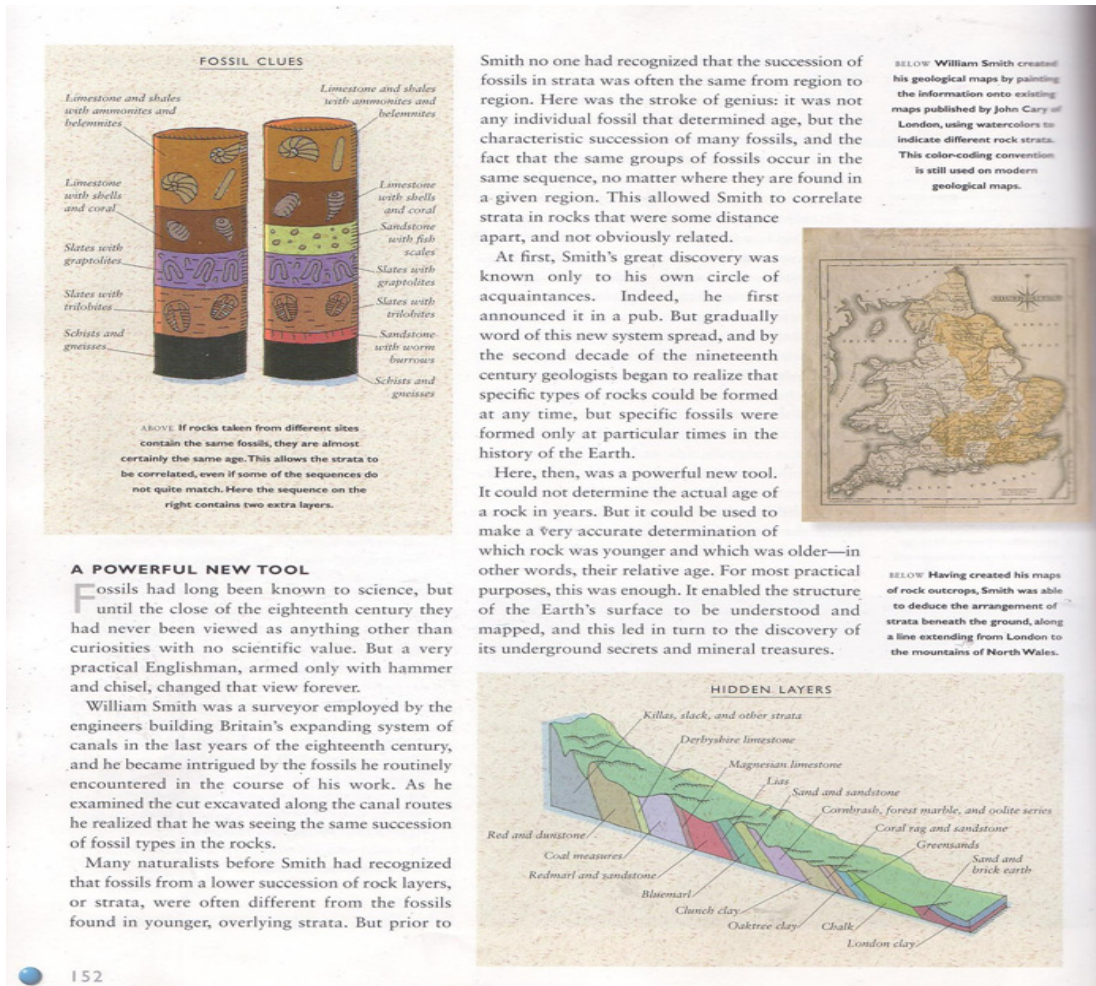 FOSSIL CLUES
Limestone and shales
with ammonites and
belemnites
Limestone
with shells
and coral
Slates with
graptolites
Slates with
trilobites
Schists and
gneisses
Limestone and shales
with ammonites and
belemnites
Limestone
with shells
and coral
Sandstone
with fish
scales
Slates with
graptolites
Slates with
trilobites
Sandstone
with worm
burrows
Schists and
gneisses
ABOVE If rocks taken from different sites
contain the same fossils, they are almost
certainly the same age. This allows the strata to
be correlated, even if some of the sequences do
not quite match. Here the sequence on the
right contains two extra layers.
A POWERFUL NEW TOOL
Fossils had long been known to science, but
until the close of the eighteenth century they
had never been viewed as anything other than
curiosities with no scientific value. But a very
practical Englishman, armed only with hammer
and chisel, changed that view forever.
William Smith was a surveyor employed by the
engineers building Britain's expanding system of
canals in the last years of the eighteenth century,
and he became intrigued by the fossils he routinely
encountered in the course of his work. As he
examined the cut excavated along the canal routes
he realized that he was seeing the same succession
of fossil types in the rocks.
Many naturalists before Smith had recognized
that fossils from a lower succession of rock layers,
or strata, were often different from the fossils
found in younger, overlying strata. But prior to
Smith no one had recognized that the succession of
fossils in strata was often the same from region to
region. Here was the stroke of genius: it was not
any individual fossil that determined age, but the
characteristic succession of many fossils, and the
fact that the same groups of fossils occur in the
same sequence, no matter where they are found in
a given region. This allowed Smith to correlate
strata in rocks that were some distance
apart, and not obviously related.
At first, Smith's great discovery was
known only to his own circle of
acquaintances. Indeed, he first
announced it in a pub. But gradually
word of this new system spread, and by
the second decade of the nineteenth
century geologists began to realize that
specific types of rocks could be formed
at any time, but specific fossils were
formed only at particular times in the
history of the Earth.
Here, then, was a powerful new tool.
It could not determine the actual age of
a rock in years. But it could be used to
make a very accurate determination of
which rock was younger and which was older—in
other words, their relative age. For most practical
purposes, this was enough. It enabled the structure
of the Earth's surface to be understood and
mapped, and this led in turn to the discovery of
its underground secrets and mineral treasures.
BELOW William Smith created
his geological maps by painting
the information onto existing
maps published by John Cary of
London, using watercolors to
indicate different rock strata.
This color-coding convention
is still used on modern
geological maps.
BELOW Having created his maps
of rock outcrops, Smith was able
to deduce the arrangement of
strata beneath the ground, along
a line extending from London to
the mountains of North Wales.
HIDDEN LAYERS
Killas, slack, and other strata
Derbyshire limestone
Magnesian limestone
Lias
Sand and sandstone
Cornbrash, forest marble, and oolite series
Coral rag and sandstone
Greensands
Sand and
brick earth
Red and dunstone
Coal measures
Redmarl and sandstone
Bluemarl
Clunch clay
Oaktree clay
Chalk
London clay
152